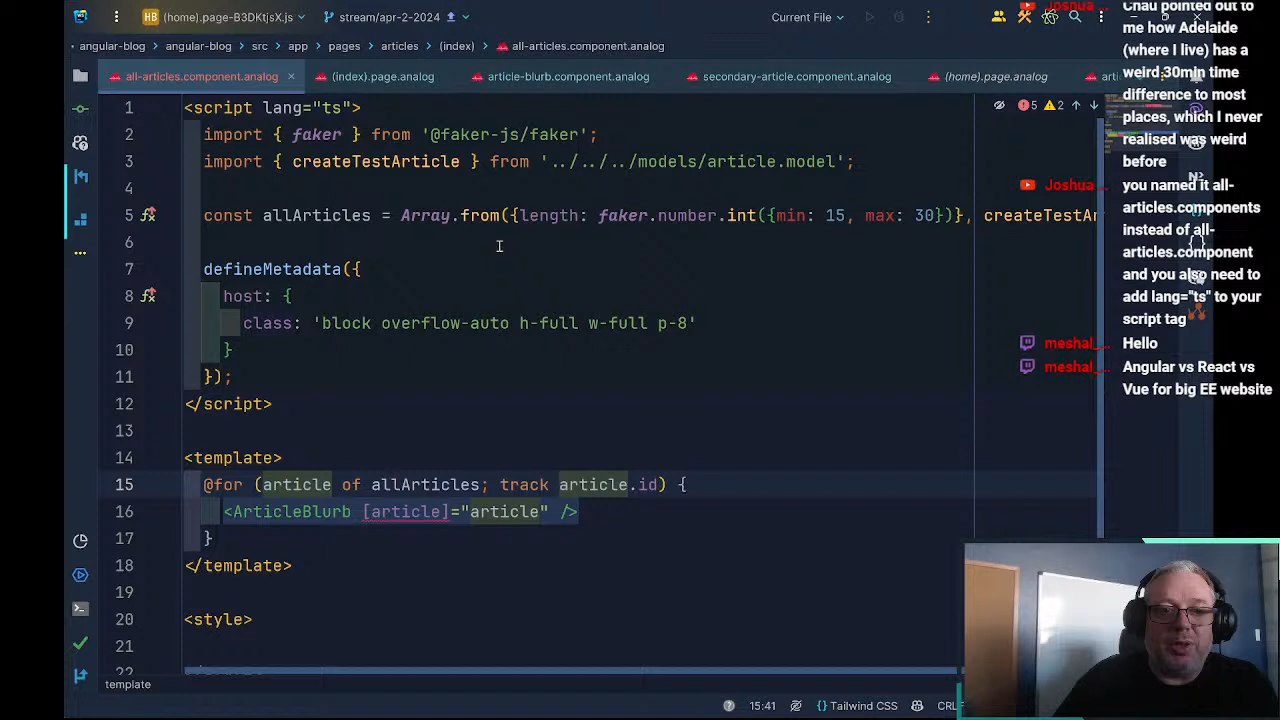 HB (home).page-B3DKtjsX.js
stream/apr-2-2024
Current File
angular-blog
angular-blog
src
app
pages
articles
(index)
all-articles.component.analog
all-articles.component.analog
(index).page.analog
article-blurb.component.analog
secondary-article.component.analog
(home).page.analog
5
2
1 <script lang="ts">
2 import { faker } from '@faker-js/faker';
3 import { createTestArticle } from '../../../models/article.model';
4
5 const allArticles = Array.from({length: faker.number.int({min: 15, max: 30})}, createTestAr
6
7 defineMetadata({
8 host: {
9 class: 'block overflow-auto h-full w-full p-8'
10 }
11 });
12 </script>
13
14 <template>
15 @for (article of allArticles; track article.id) {
16 <ArticleBlurb [article]="article" />
17 }
18 </template>
19
20 <style>
21
22
template
15:41
Tailwind CSS
CRL
Joshua
Chau pointed out to
me how Adelaide
(where I live) has a
weird 30min time
difference to most
places, which I never
realised was weird
before
Joshua ...
you named it all-
articles.components
instead of all-
articles.component
and you also need to
add lang="ts" to your
script tag
meshal_...
Hello
meshal_...
Angular vs React vs
Vue for big EE website